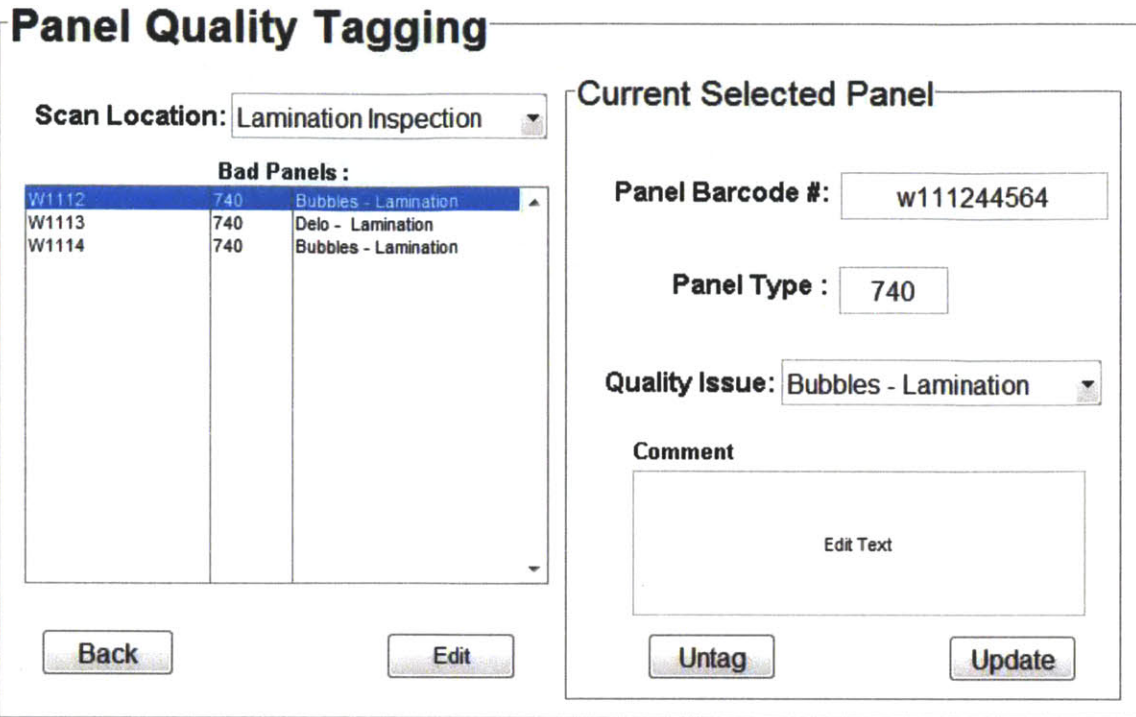 Panel Quality Tagging
Scan Location: Lamination Inspection
Bad Panels :
W1112 740 Bubbles - Lamination
W1113 740 Delo - Lamination
W1114 740 Bubbles - Lamination
Back
Edit
Current Selected Panel
Panel Barcode #: w111244564
Panel Type : 740
Quality Issue: Bubbles - Lamination
Comment
Edit Text
Untag
Update